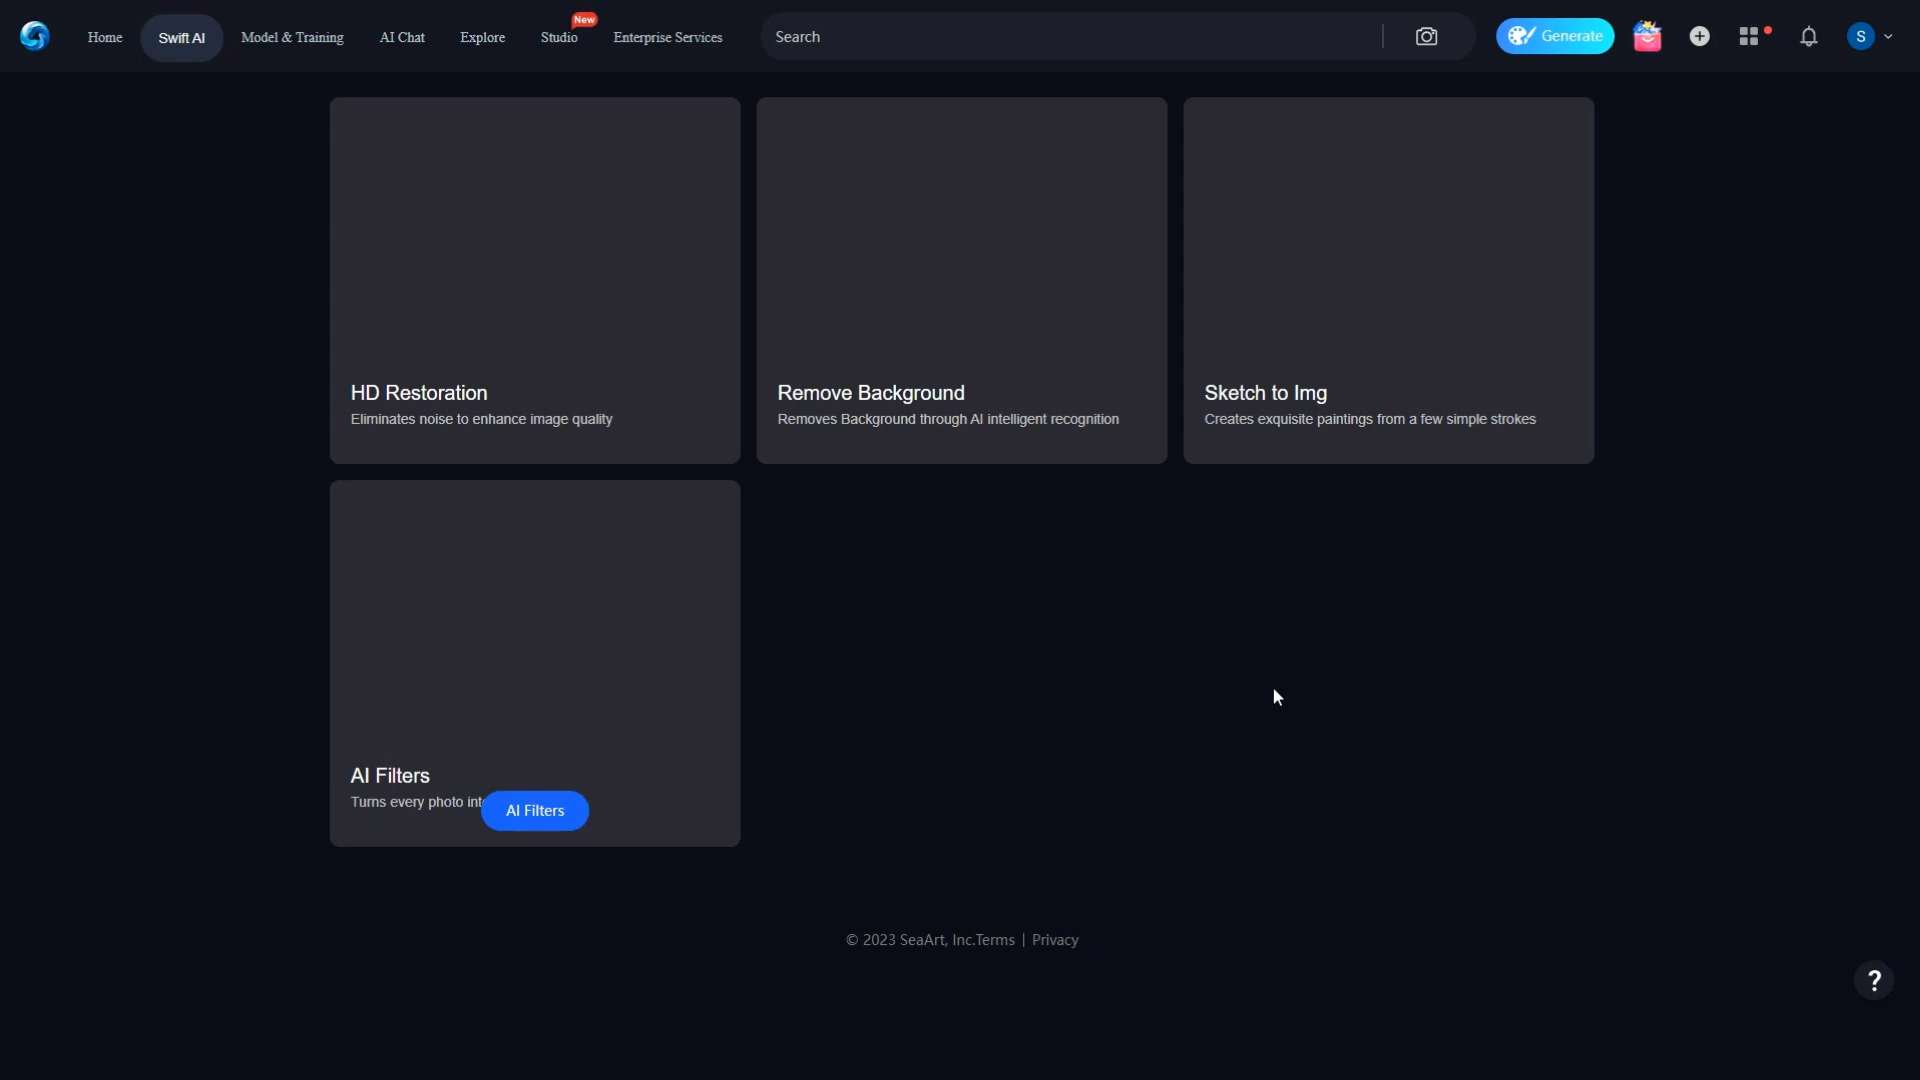 Home
Swift AI
Model & Training
AI Chat
Explore
Studio
New
Enterprise Services
Search
Generate
S
HD Restoration
Eliminates noise to enhance image quality
Remove Background
Removes Background through AI intelligent recognition
Sketch to Img
Creates exquisite paintings from a few simple strokes
AI Filters
Turns every photo
AI Filters
© 2023 SeaArt, Inc.Terms | Privacy
?